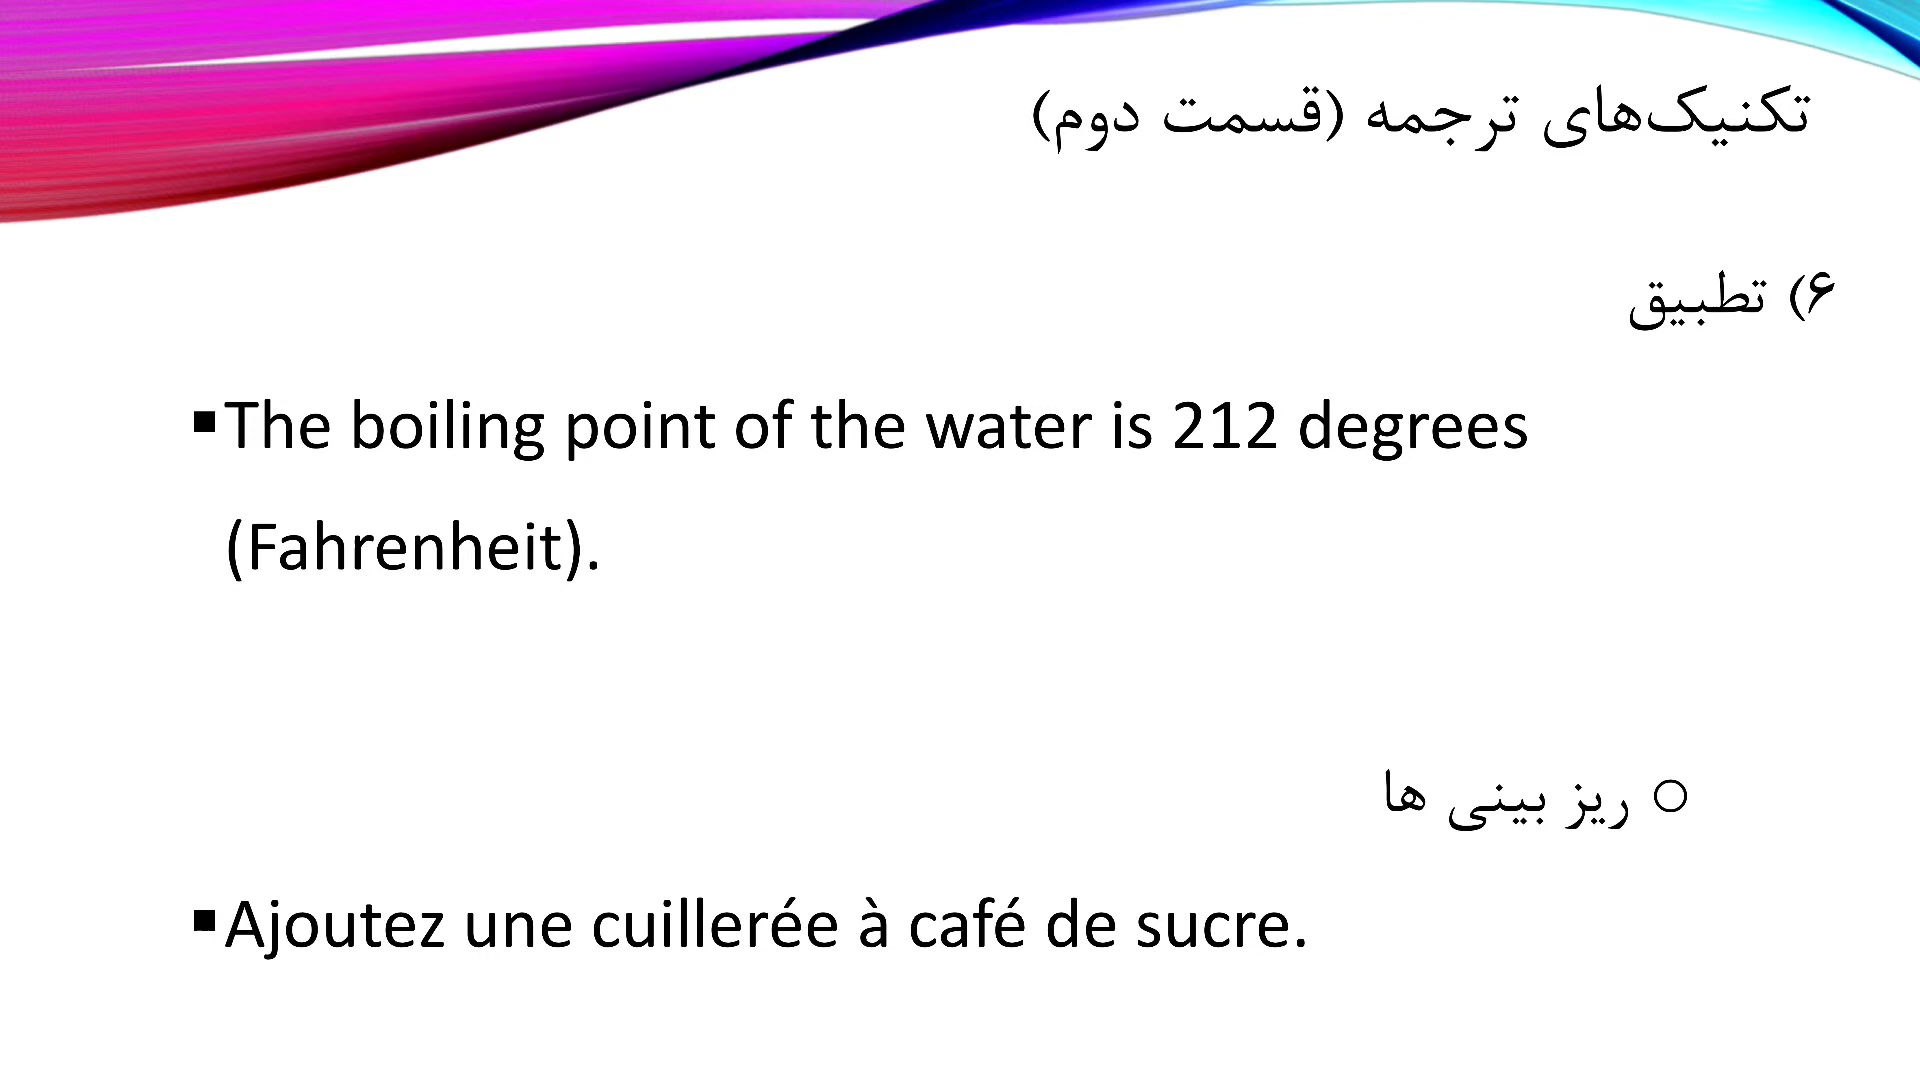 تکنیک‌های ترجمه (قسمت دوم)
۶) تطبیق
▪The boiling point of the water is 212 degrees
(Fahrenheit).
○ ریز بینی ها
▪Ajoutez une cuillerée à café de sucre.